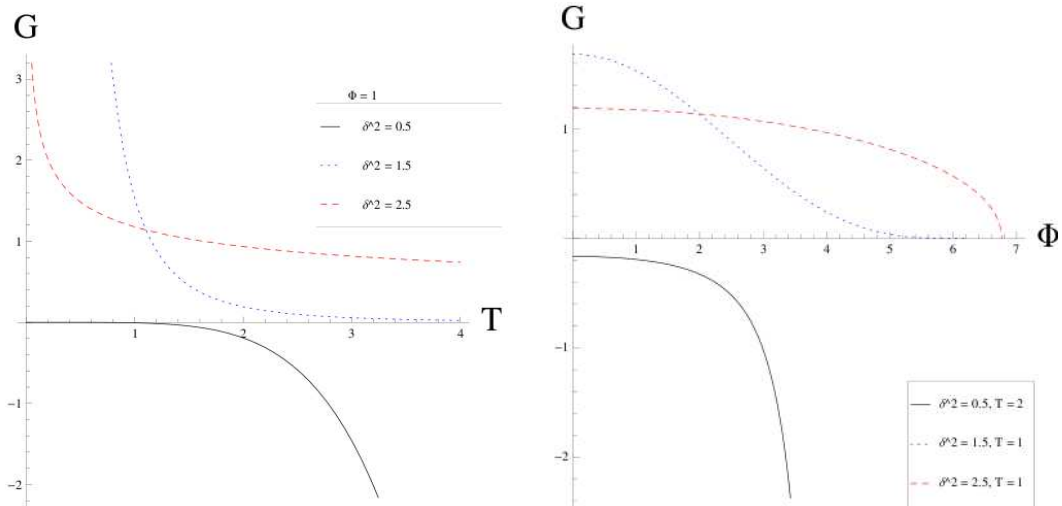 G
3
2
1
-1
-2
1
2
3
4
T
Φ = 1
δ^2 = 0.5
δ^2 = 1.5
δ^2 = 2.5
G
1
-1
-2
1
2
3
4
5
6
7
Φ
δ^2 = 0.5, T = 2
δ^2 = 1.5, T = 1
δ^2 = 2.5, T = 1